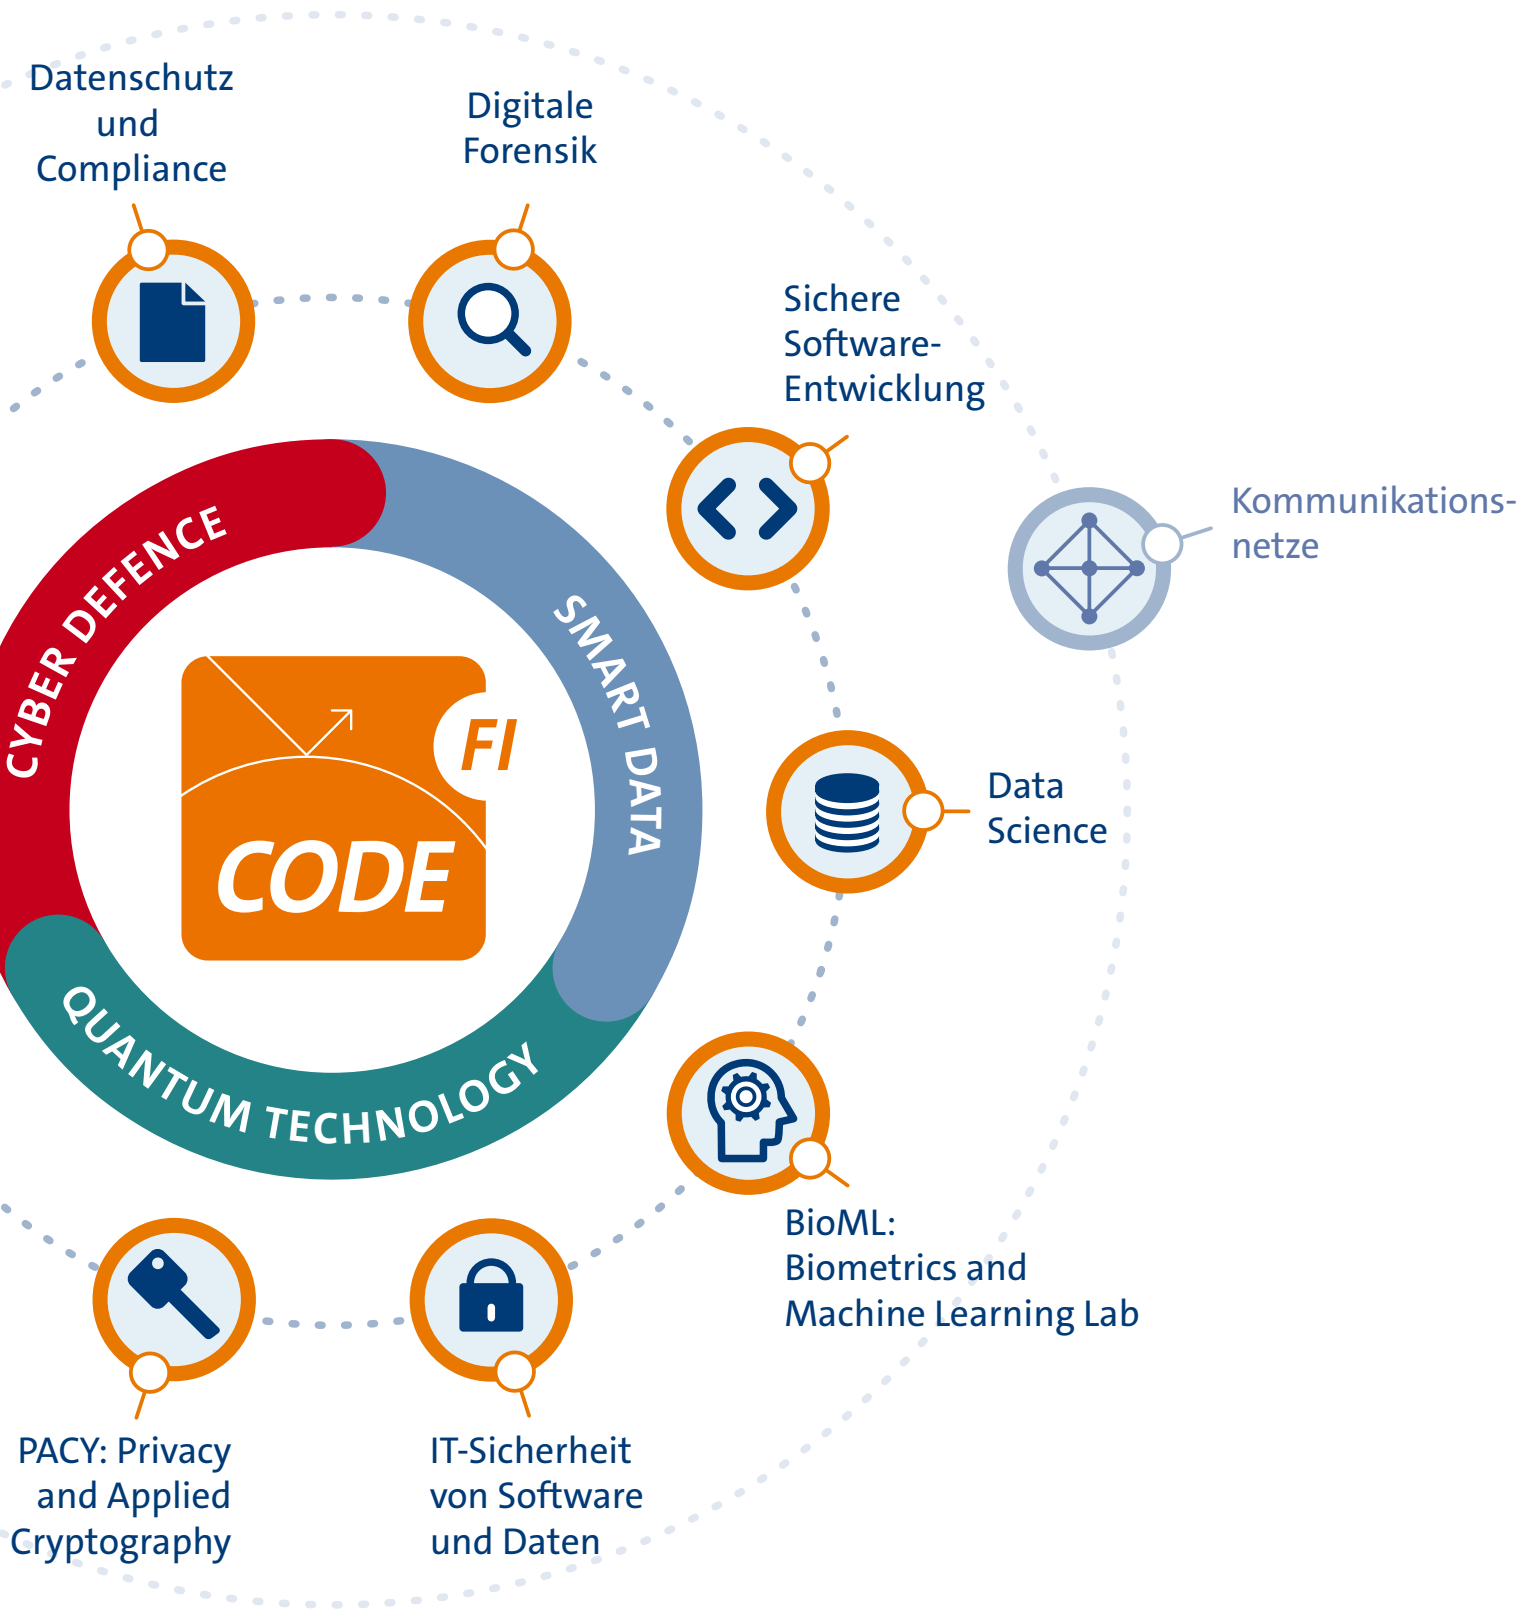 Datenschutz
und
Compliance
Digitale
Forensik
Sichere
Software-
Entwicklung
Kommunikations-
netze
CYBER DEFENCE
SMART DATA
FI
CODE
Data
Science
QUANTUM TECHNOLOGY
BioML:
Biometrics and
Machine Learning Lab
PACY: Privacy
and Applied
Cryptography
IT-Sicherheit
von Software
und Daten